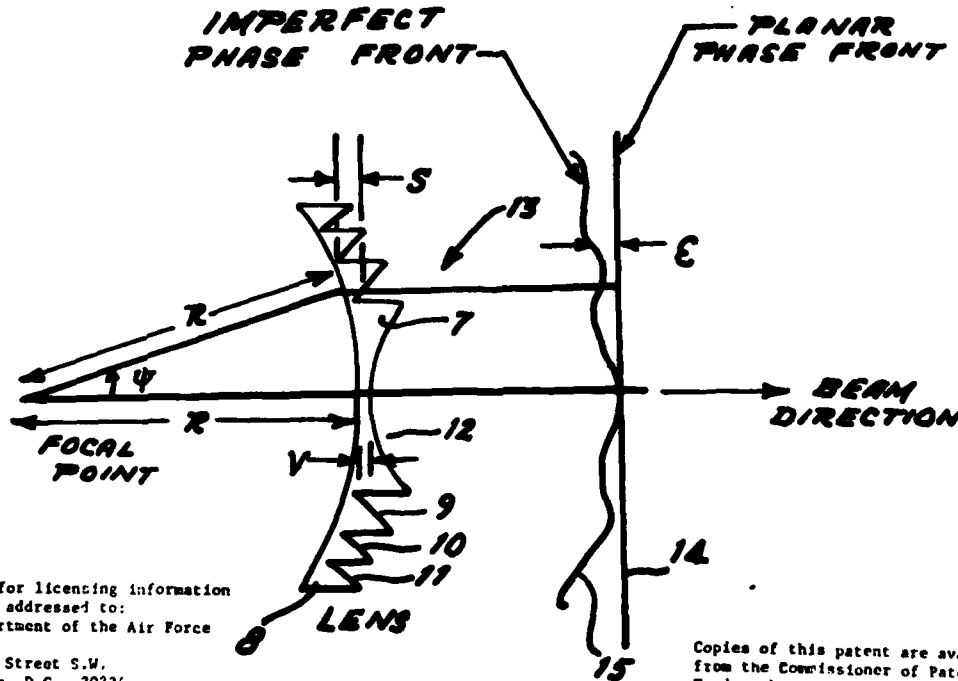 IMPERFECT
PHASE FRONT
PLANAR
PHASE FRONT
S
13
ε
R
7
ψ
R
BEAM
DIRECTION
FOCAL
POINT
12
V
9
10
11
14
8
LENS
15
for licensing information
addressed to:
rtment of the Air Force
Street S.W.
D.C.
Copies of this patent are av
from the Commissioner of Pat